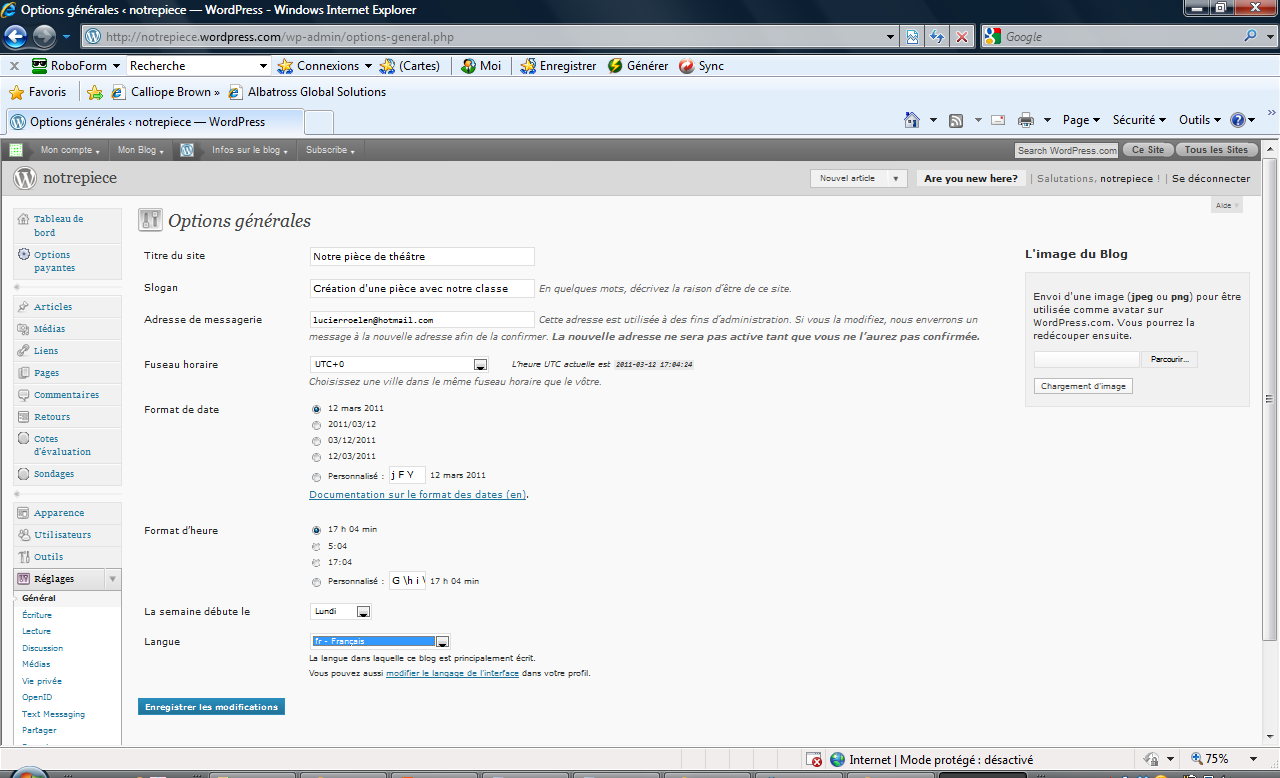 Options générales ‹ notrepiece — WordPress - Windows Internet Explorer
http://notrepiece.wordpress.com/wp-admin/options-general.php
Google
RoboForm Recherche Connexions (Cartes) Moi Enregistrer Générer Sync
Favoris Calliope Brown » Albatross Global Solutions
Options générales ‹ notrepiece — WordPress
Page Sécurité Outils »
Mon compte Mon Blog Infos sur le blog Subscribe Search WordPress.com Ce Site Tous les Sites
notrepiece Nouvel article Are you new here? | Salutations, notrepiece ! | Se déconnecter
Aide
Tableau de bord
Options payantes
Articles
Médias
Liens
Pages
Commentaires
Retours
Cotes d'évaluation
Sondages
Apparence
Utilisateurs
Outils
Réglages
Général
Écriture
Lecture
Discussion
Médias
Vie privée
OpenID
Text Messaging
Partager
Options générales
Titre du site Notre pièce de théâtre
Slogan Création d'une pièce avec notre classe En quelques mots, décrivez la raison d'être de ce site.
Adresse de messagerie lucierroelen@hotmail.com Cette adresse est utilisée à des fins d'administration. Si vous la modifiez, nous enverrons un
message à la nouvelle adresse afin de la confirmer. La nouvelle adresse ne sera pas active tant que vous ne l'aurez pas confirmée.
Fuseau horaire UTC+0 L'heure UTC actuelle est 2011-03-12 17:04:24
Choisissez une ville dans le même fuseau horaire que le vôtre.
Format de date 12 mars 2011
2011/03/12
03/12/2011
12/03/2011
Personnalisé : j F Y 12 mars 2011
Documentation sur le format des dates (en).
Format d'heure 17 h 04 min
5:04
17:04
Personnalisé : G \h i \ 17 h 04 min
La semaine débute le Lundi
Langue fr - Français
La langue dans laquelle ce blog est principalement écrit.
Vous pouvez aussi modifier le langage de l'interface dans votre profil.
Enregistrer les modifications
L'image du Blog
Envoi d'une image (jpeg ou png) pour être
utilisée comme avatar sur
WordPress.com. Vous pourrez la
redécouper ensuite.
Parcourir...
Chargement d'image
Internet | Mode protégé : désactivé
75%